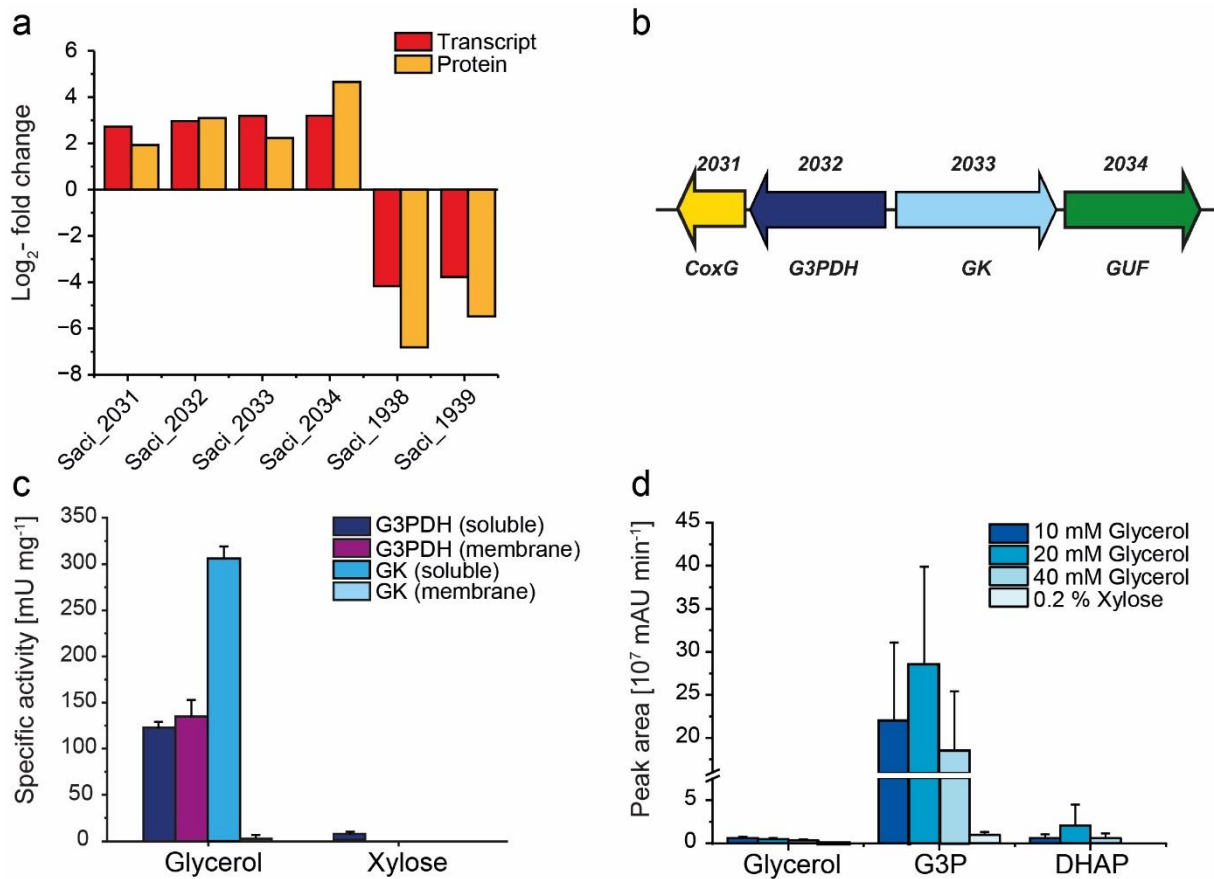 a
Transcript
Protein
Log2- fold change
6
4
2
0
−2
−4
−6
−8
Saci_2031
Saci_2032
Saci_2033
Saci_2034
Saci_1938
Saci_1939
b
2031
2032
2033
2034
CoxG
G3PDH
GK
GUF
c
G3PDH (soluble)
G3PDH (membrane)
GK (soluble)
GK (membrane)
Specific activity [mU mg-1]
350
300
250
200
150
100
50
0
Glycerol
Xylose
d
10 mM Glycerol
20 mM Glycerol
40 mM Glycerol
0.2 % Xylose
Peak area [10⁷ mAU min-1]
45
40
35
30
25
20
5
0
Glycerol
G3P
DHAP